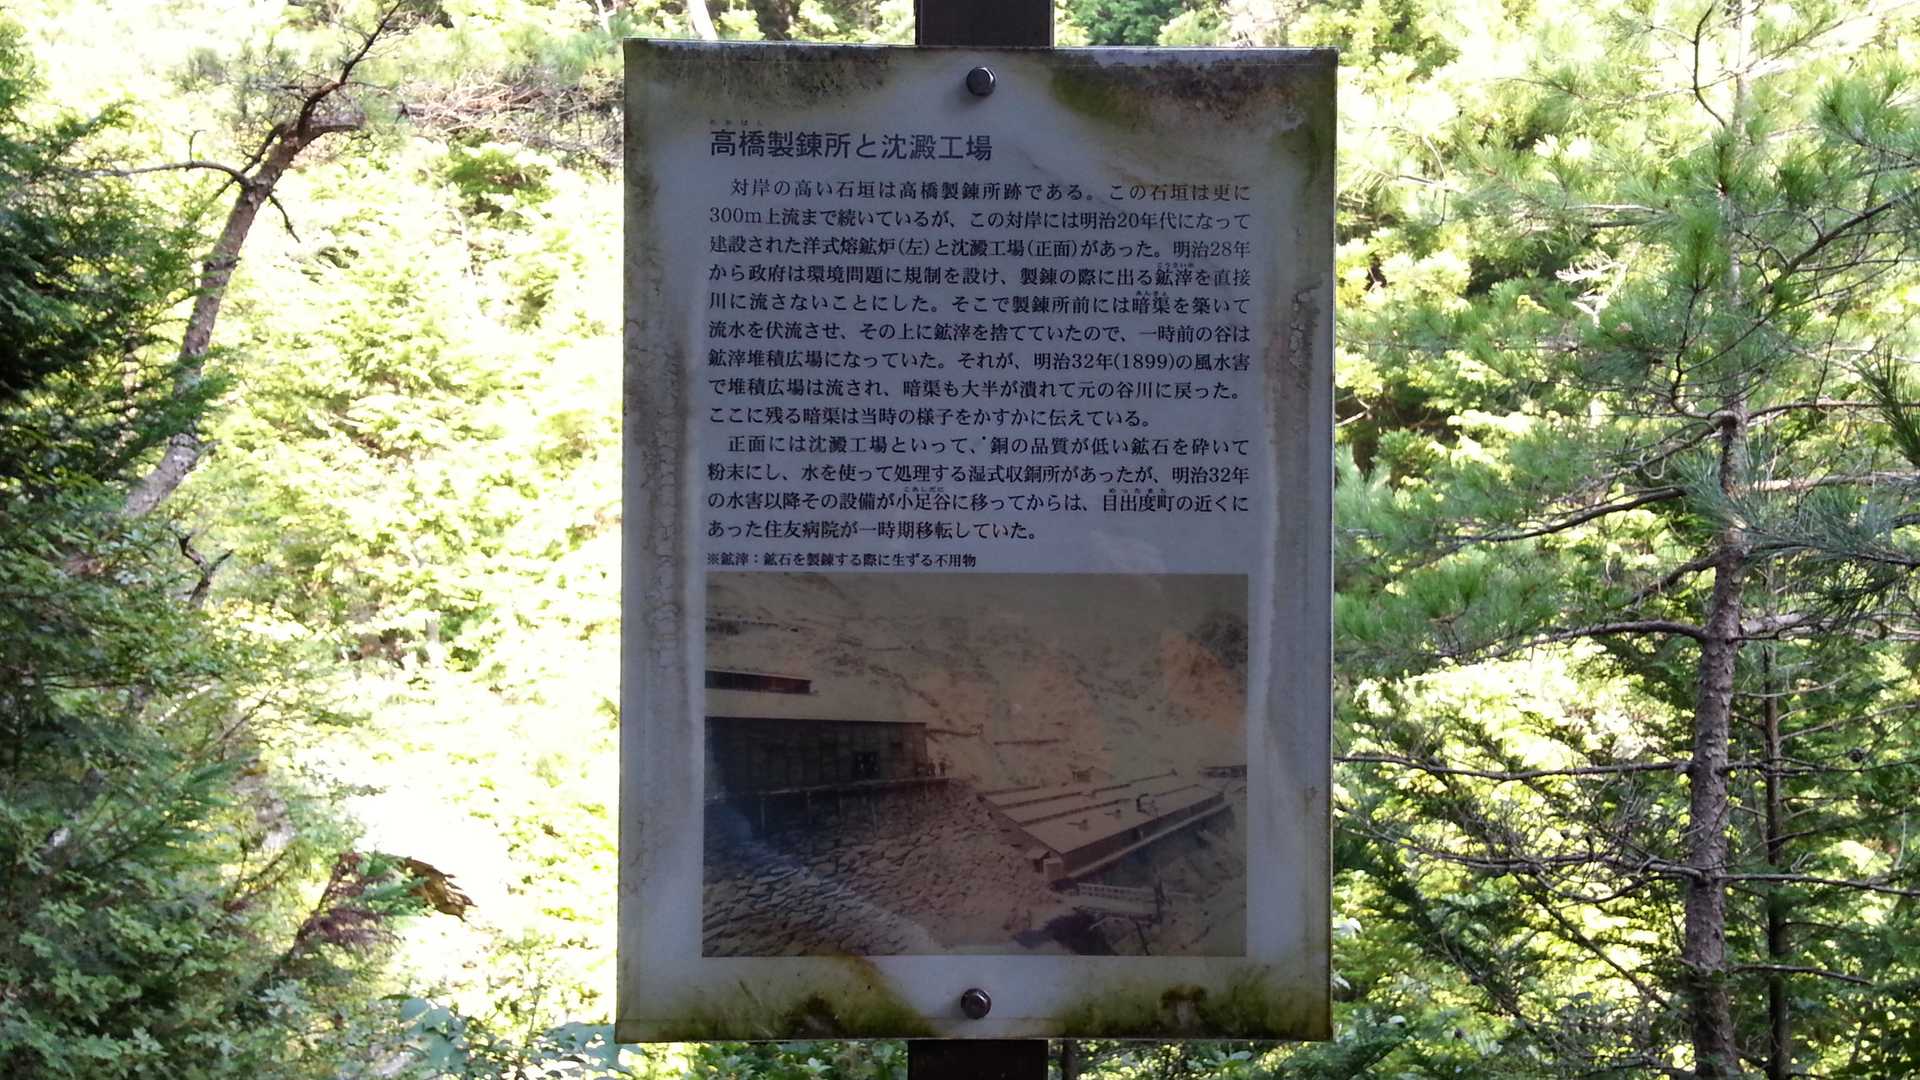 たかはし
高橋製錬所と沈澱工場
対岸の高い石垣は高橋製錬所跡である。この石垣は更に
300m上流まで続いているが、この対岸には明治20年代になって
建設された洋式熔鉱炉(左)と沈澱工場(正面)があった。明治28年
から政府は環境問題に規制を設け、製錬の際に出る鉱滓を直接
川に流さないことにした。そこで製錬所前には暗渠を築いて
流水を伏流させ、その上に鉱滓を捨てていたので、一時前の谷は
鉱滓堆積広場になっていた。それが、明治32年(1899)の風水害
で堆積広場は流され、暗渠も大半が潰れて元の谷川に戻った。
ここに残る暗渠は当時の様子をかすかに伝えている。
正面には沈澱工場といって、銅の品質が低い鉱石を砕いて
粉末にし、水を使って処理する湿式収銅所があったが、明治32年
の水害以降その設備が小足谷に移ってからは、目出度町の近くに
あった住友病院が一時期移転していた。
※鉱滓：鉱石を製錬する際に生ずる不用物